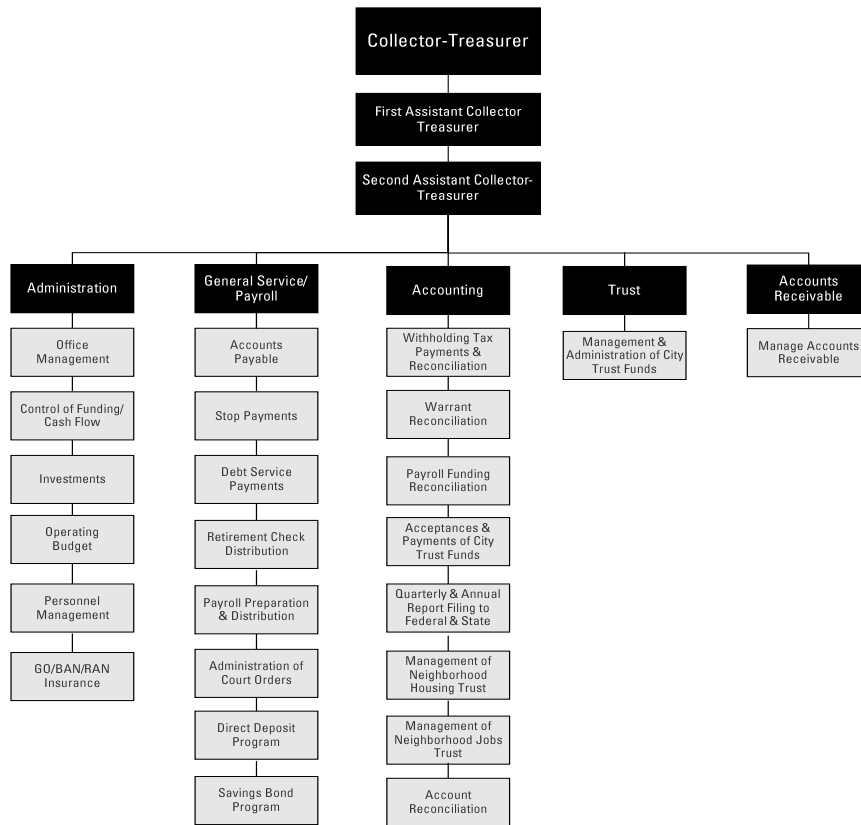 Collector-Treasurer
First Assistant Collector
Treasurer
Second Assistant Collector-
Treasurer
Administration
Office
Management
Control of Funding/
Cash Flow
Investments
Operating
Budget
Personnel
Management
GO/BAN/RAN
Insurance
General Service/
Payroll
Accounts
Payable
Stop Payments
Debt Service
Payments
Retirement Check
Distribution
Payroll Preparation
& Distribution
Administration of
Court Orders
Direct Deposit
Program
Savings Bond
Program
Accounting
Withholding Tax
Payments &
Reconciliation
Warrant
Reconciliation
Payroll Funding
Reconciliation
Acceptances &
Payments of City
Trust Funds
Quarterly & Annual
Report Filing to
Federal & State
Management of
Neighborhood
Housing Trust
Management of
Neighborhood Jobs
Trust
Account
Reconciliation
Trust
Management &
Administration of City
Trust Funds
Accounts
Receivable
Manage Accounts
Receivable